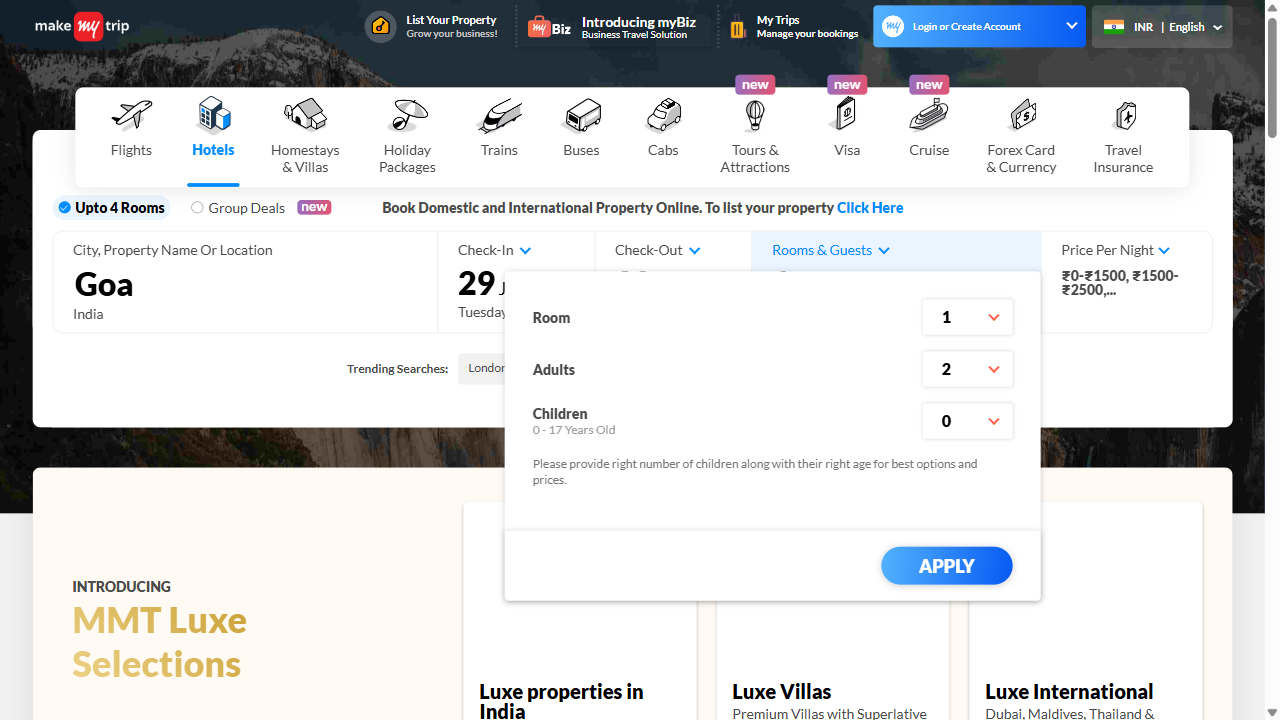 make my trip
List Your Property
Grow your business!
my Biz
Introducing myBiz
Business Travel Solution
My Trips
Manage your bookings
my
Login or Create Account
INR | English
new
new
new
Flights
Hotels
Homestays
& Villas
Holiday
Packages
Trains
Buses
Cabs
Tours &
Attractions
Visa
Cruise
Forex Card
& Currency
Travel
Insurance
Upto 4 Rooms
Group Deals
new
Book Domestic and International Property Online. To list your property Click Here
City, Property Name Or Location
Goa
India
Check-In
29
Tuesday
Check-Out
Rooms & Guests
Price Per Night
₹0-₹1500, ₹1500-
₹2500,...
Trending Searches:
Room
1
Adults
2
Children
0 - 17 Years Old
0
Please provide right number of children along with their right age for best options and
prices.
APPLY
INTRODUCING
MMT Luxe
Selections
Luxe properties in
India
Luxe Villas
Premium Villas with Superlative
Luxe International
Dubai, Maldives, Thailand &